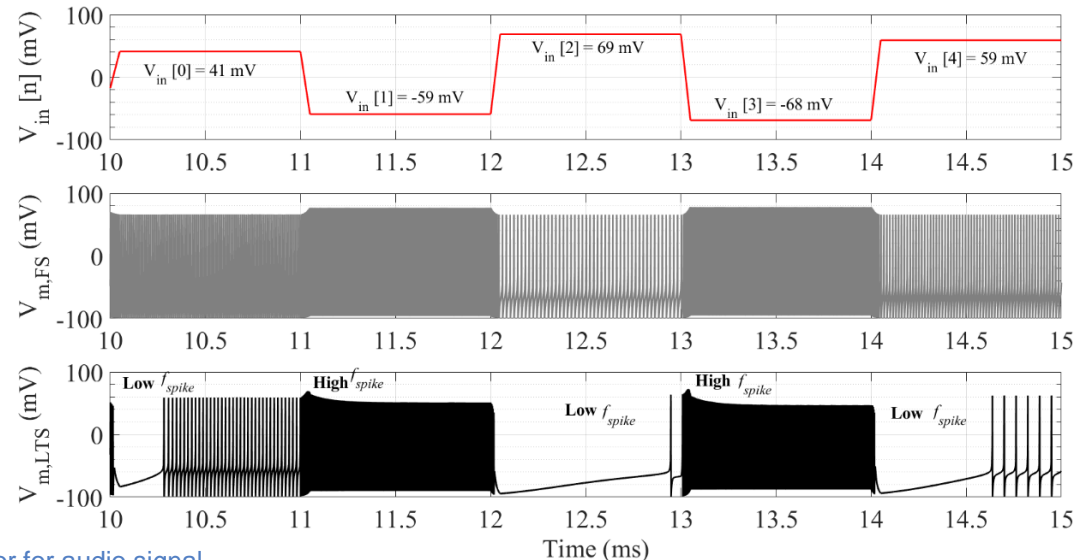 V_in [n] (mV)
100
0
-100
V_in [0] = 41 mV
V_in [1] = -59 mV
V_in [2] = 69 mV
V_in [3] = -68 mV
V_in [4] = 59 mV
10 10.5 11 11.5 12 12.5 13 13.5 14 14.5 15
V_m,FS (mV)
100
0
-100
10 10.5 11 11.5 12 12.5 13 13.5 14 14.5 15
V_m,LTS (mV)
100
0
-100
Low f_spike
High f_spike
Low f_spike
High f_spike
Low f_spike
10 10.5 11 11.5 12 12.5 13 13.5 14 14.5 15
Time (ms)
for audio signal